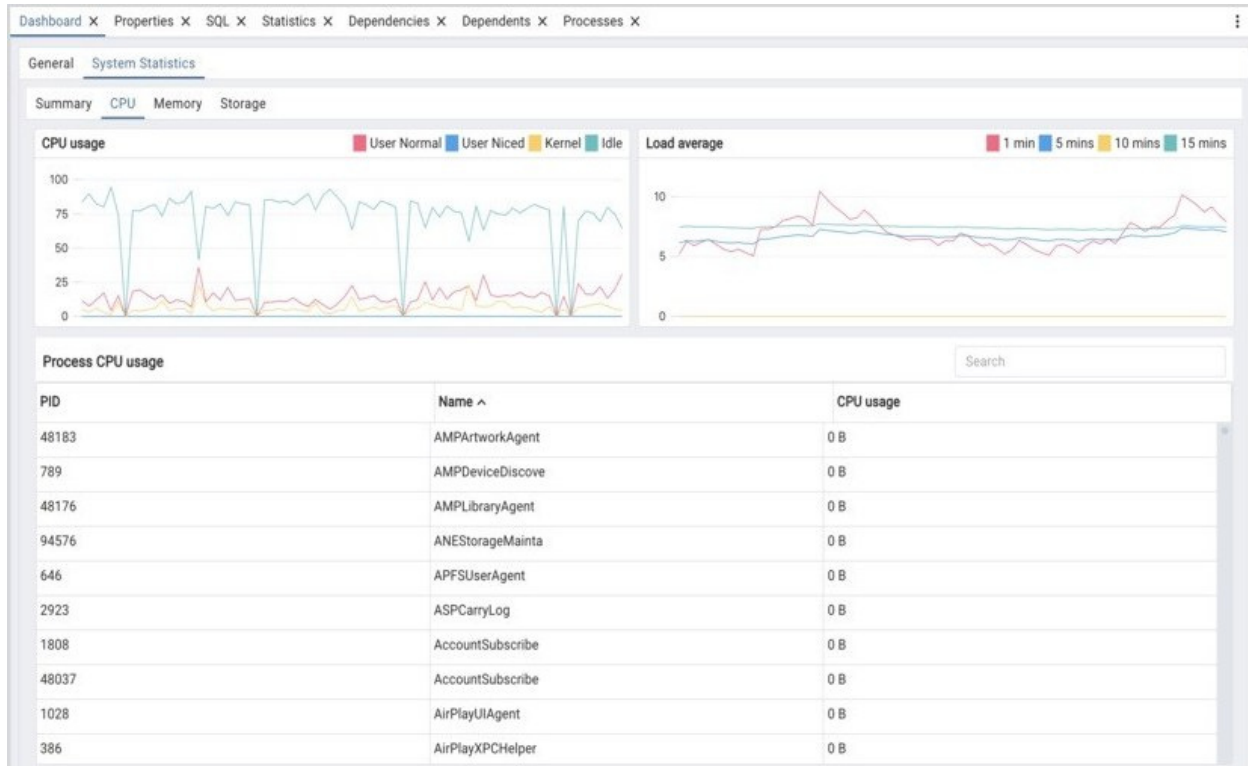 Dashboard X Properties X SQL X Statistics X Dependencies X Dependents X Processes X
General System Statistics
Summary CPU Memory Storage
CPU usage User Normal User Niced Kernel Idle
100
75
50
25
0
Load average 1 min 5 mins 10 mins 15 mins
10
5
0
Process CPU usage Search
PID Name CPU usage
48183 AMPArtworkAgent 0 B
789 AMPDeviceDiscove 0 B
48176 AMPLibraryAgent 0 B
94576 ANEStorageMainta 0 B
646 APFSUserAgent 0 B
2923 ASPCarryLog 0 B
1808 AccountSubscribe 0 B
48037 AccountSubscribe 0 B
1028 AirPlayUIAgent 0 B
386 AirPlayXPCHelper 0 B